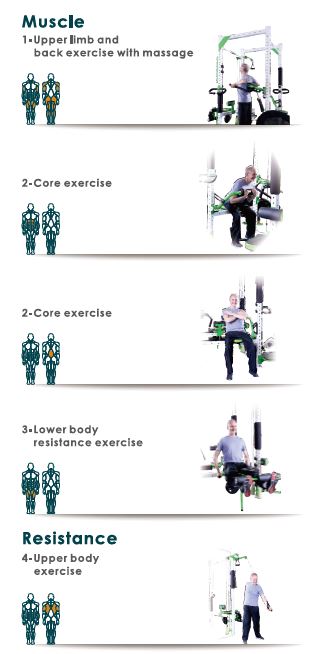 Muscle
1-Upper limb and
back exercise with massage
2-Core exercise
2-Core exercise
3-Lower body
resistance exercise
Resistance
4-Upper body
exercise